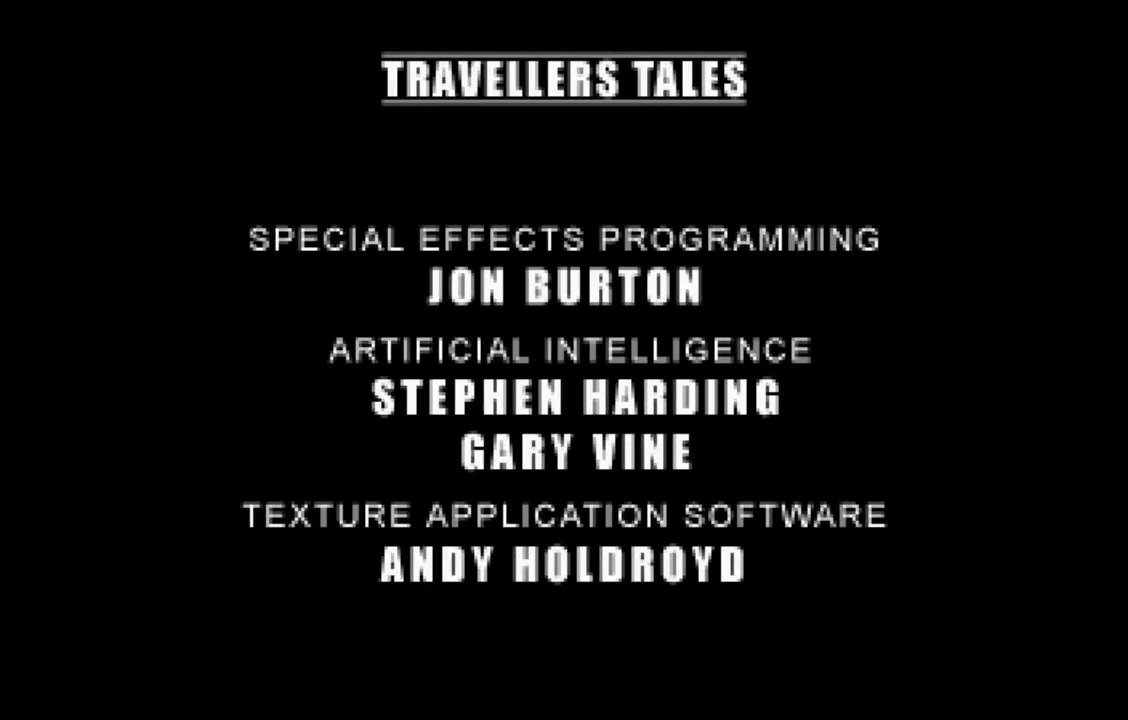 TRAVELLERS TALES
SPECIAL EFFECTS PROGRAMMING
JON BURTON
ARTIFICIAL INTELLIGENCE
STEPHEN HARDING
GARY VINE
TEXTURE APPLICATION SOFTWARE
ANDY HOLDROYD